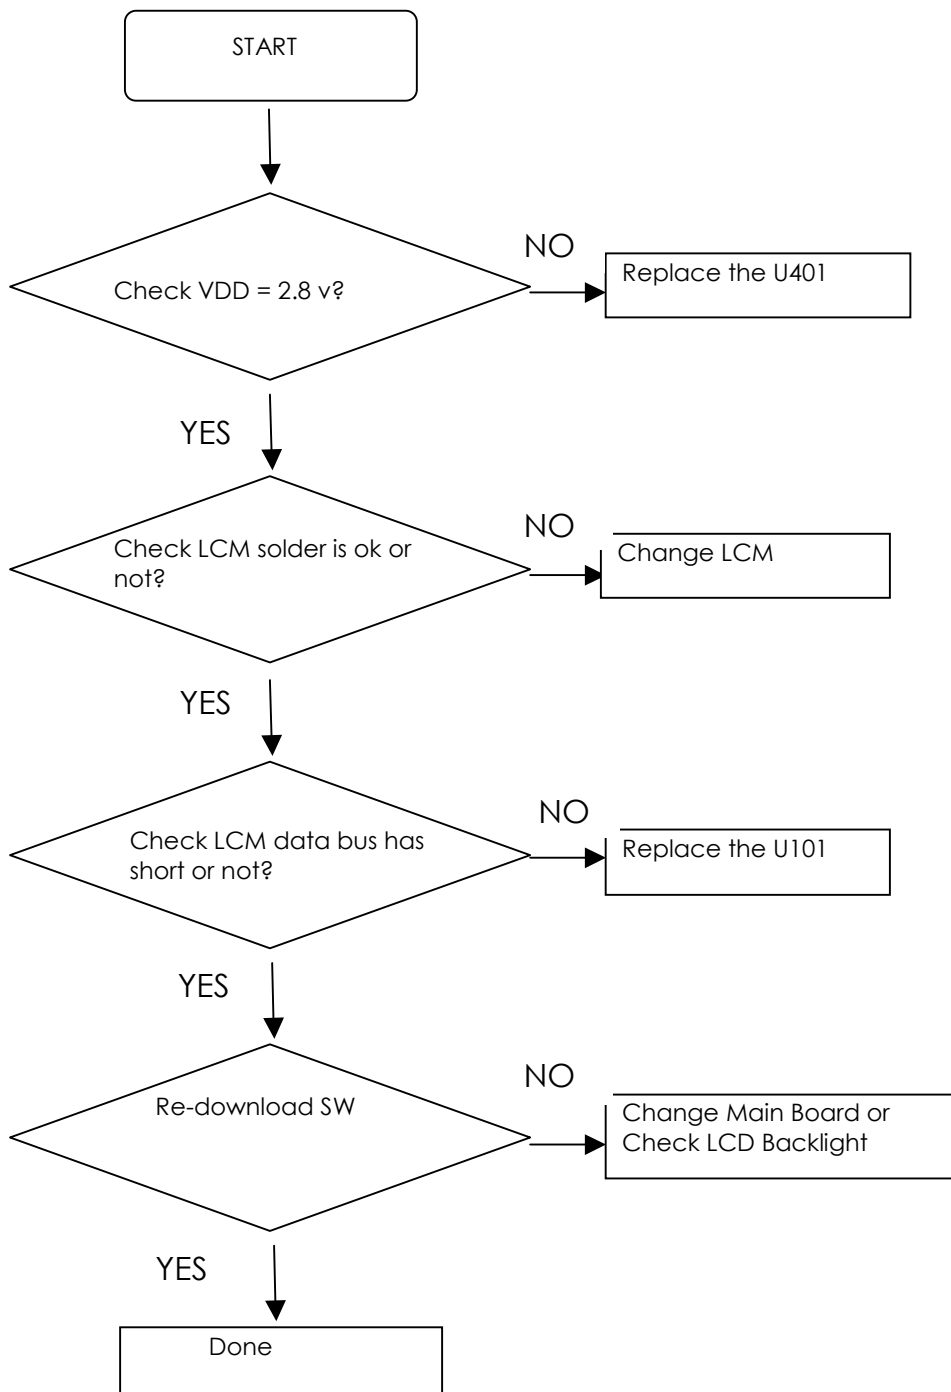 START
Check VDD = 2.8 v?
NO
Replace the U401
YES
Check LCM solder is ok or
not?
NO
Change LCM
YES
Check LCM data bus has
short or not?
NO
Replace the U101
YES
Re-download SW
NO
Change Main Board or
Check LCD Backlight
YES
Done